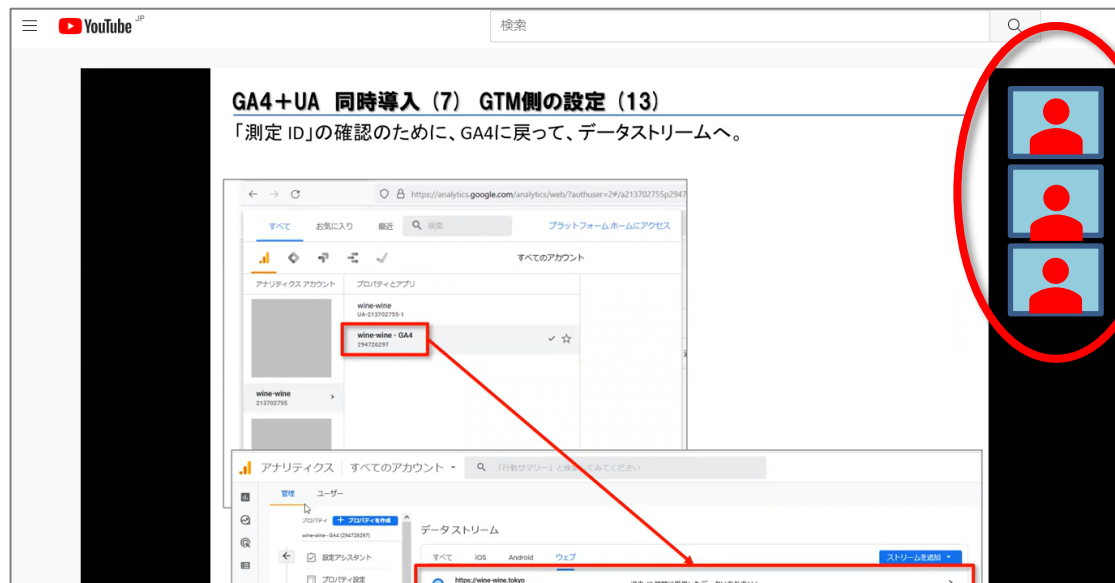 YouTube JP
検索
GA4+UA 同時導入(7) GTM側の設定(13)
「測定 ID」の確認のために、GA4に戻って、データストリームへ。
https://analytics.google.com/analytics/web/?authuser=2#/a213702755p2947
すべて お気に入り 最近 検索 プラットフォーム ホームにアクセス
すべてのアカウント
アナリティクス アカウント プロパティとアプリ
wine-wine
UA-213702755-1
wine-wine - GA4
294728297
wine-wine
213702755
アナリティクス すべてのアカウント 「行動サマリー」と検索してみてください
管理 ユーザー
プロパティ + プロパティを作成
wine-wine - GA4 (294728297)
データ ストリーム
設定アシスタント
すべて iOS Android ウェブ ストリームを追加
プロパティ設定
https://wine-wine.tokyo